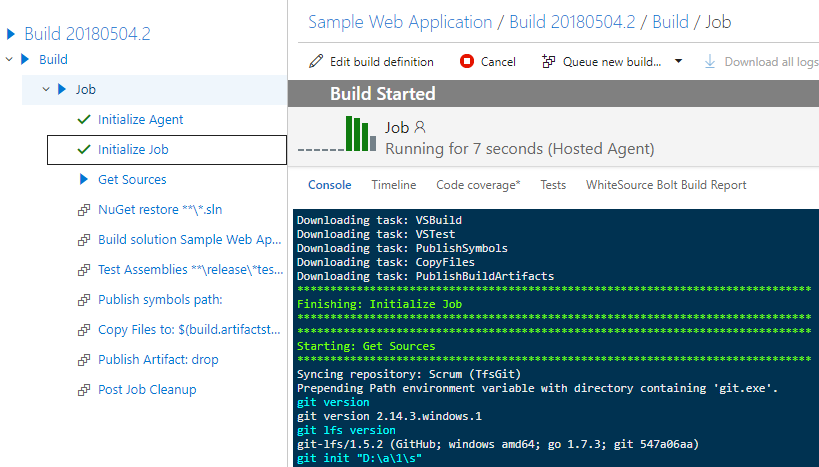 Build 20180504.2
Build
Job
Initialize Agent
Initialize Job
Get Sources
NuGet restore **\*.sln
Build solution Sample Web Ap...
Test Assemblies **\release\*tes...
Publish symbols path:
Copy Files to: $(build.artifactst...
Publish Artifact: drop
Post Job Cleanup
Sample Web Application / Build 20180504.2 / Build / Job
Edit build definition Cancel Queue new build... Download all logs
Build Started
Job
Running for 7 seconds (Hosted Agent)
Console Timeline Code coverage* Tests WhiteSource Bolt Build Report
Downloading task: VSBuild
Downloading task: VSTest
Downloading task: PublishSymbols
Downloading task: CopyFiles
Downloading task: PublishBuildArtifacts
******************************************************************************
Finishing: Initialize Job
******************************************************************************
******************************************************************************
Starting: Get Sources
******************************************************************************
Syncing repository: Scrum (TfsGit)
Prepending Path environment variable with directory containing 'git.exe'.
git version
git version 2.14.3.windows.1
git lfs version
git-lfs/1.5.2 (GitHub; windows amd64; go 1.7.3; git 547a06aa)
git init "D:\a\1\s"